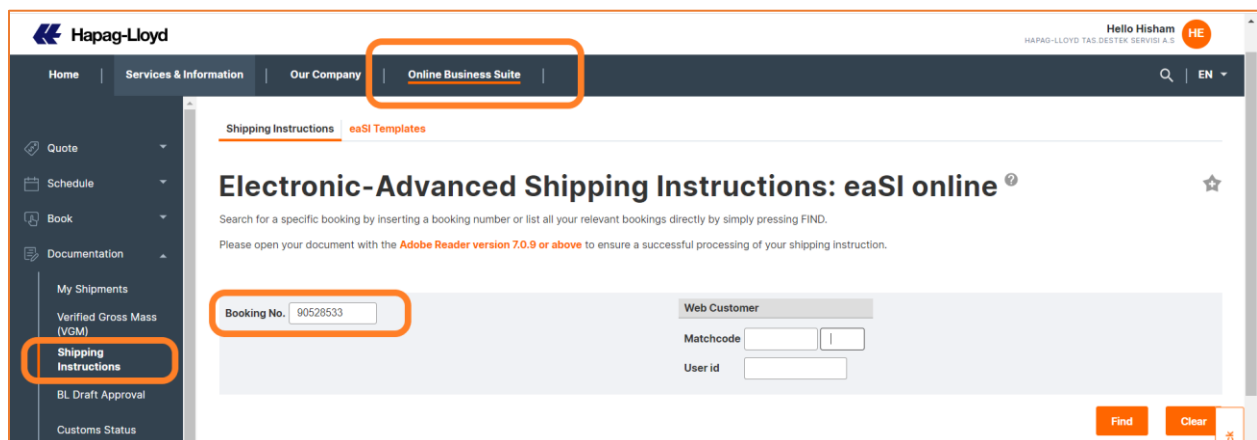 Hapag-Lloyd
Hello Hisham
HAPAG-LLOYD TAS.DESTEK SERVISI A.S
HE
Home | Services & Information | Our Company | Online Business Suite |
EN
Shipping Instructions eaSI Templates
Quote
Schedule
Book
Documentation
My Shipments
Verified Gross Mass
(VGM)
Shipping
Instructions
BL Draft Approval
Customs Status
Electronic-Advanced Shipping Instructions: eaSI online ?
Search for a specific booking by inserting a booking number or list all your relevant bookings directly by simply pressing FIND.
Please open your document with the Adobe Reader version 7.0.9 or above to ensure a successful processing of your shipping instruction.
Booking No. 90528533
Web Customer
Matchcode
User id
Find Clear